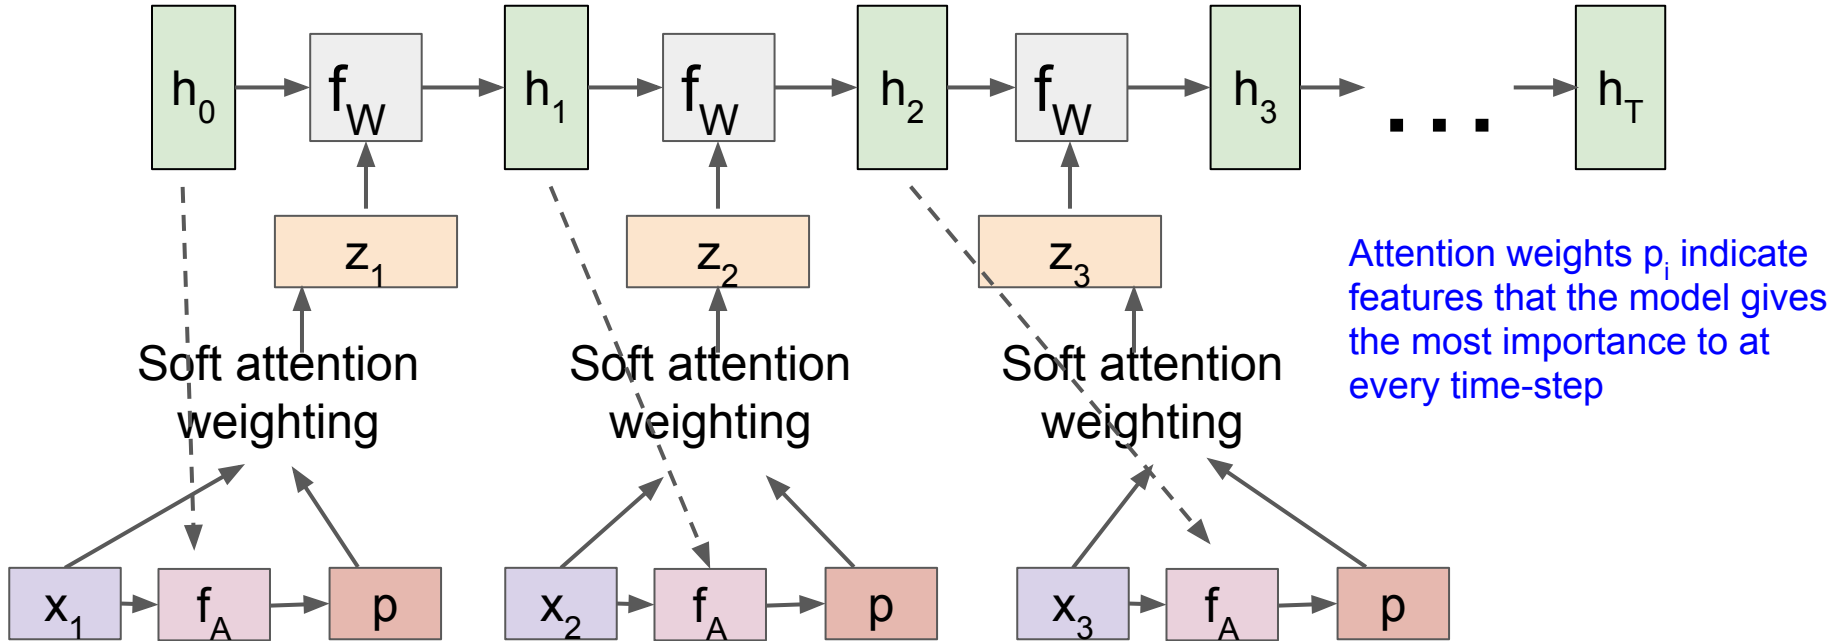 h0 fW h1 fW h2 fW h3 ... hT
z1 z2 z3
Attention weights pi indicate
features that the model gives
the most importance to at
every time-step
Soft attention
weighting
Soft attention
weighting
Soft attention
weighting
x1 fA p x2 fA p x3 fA p